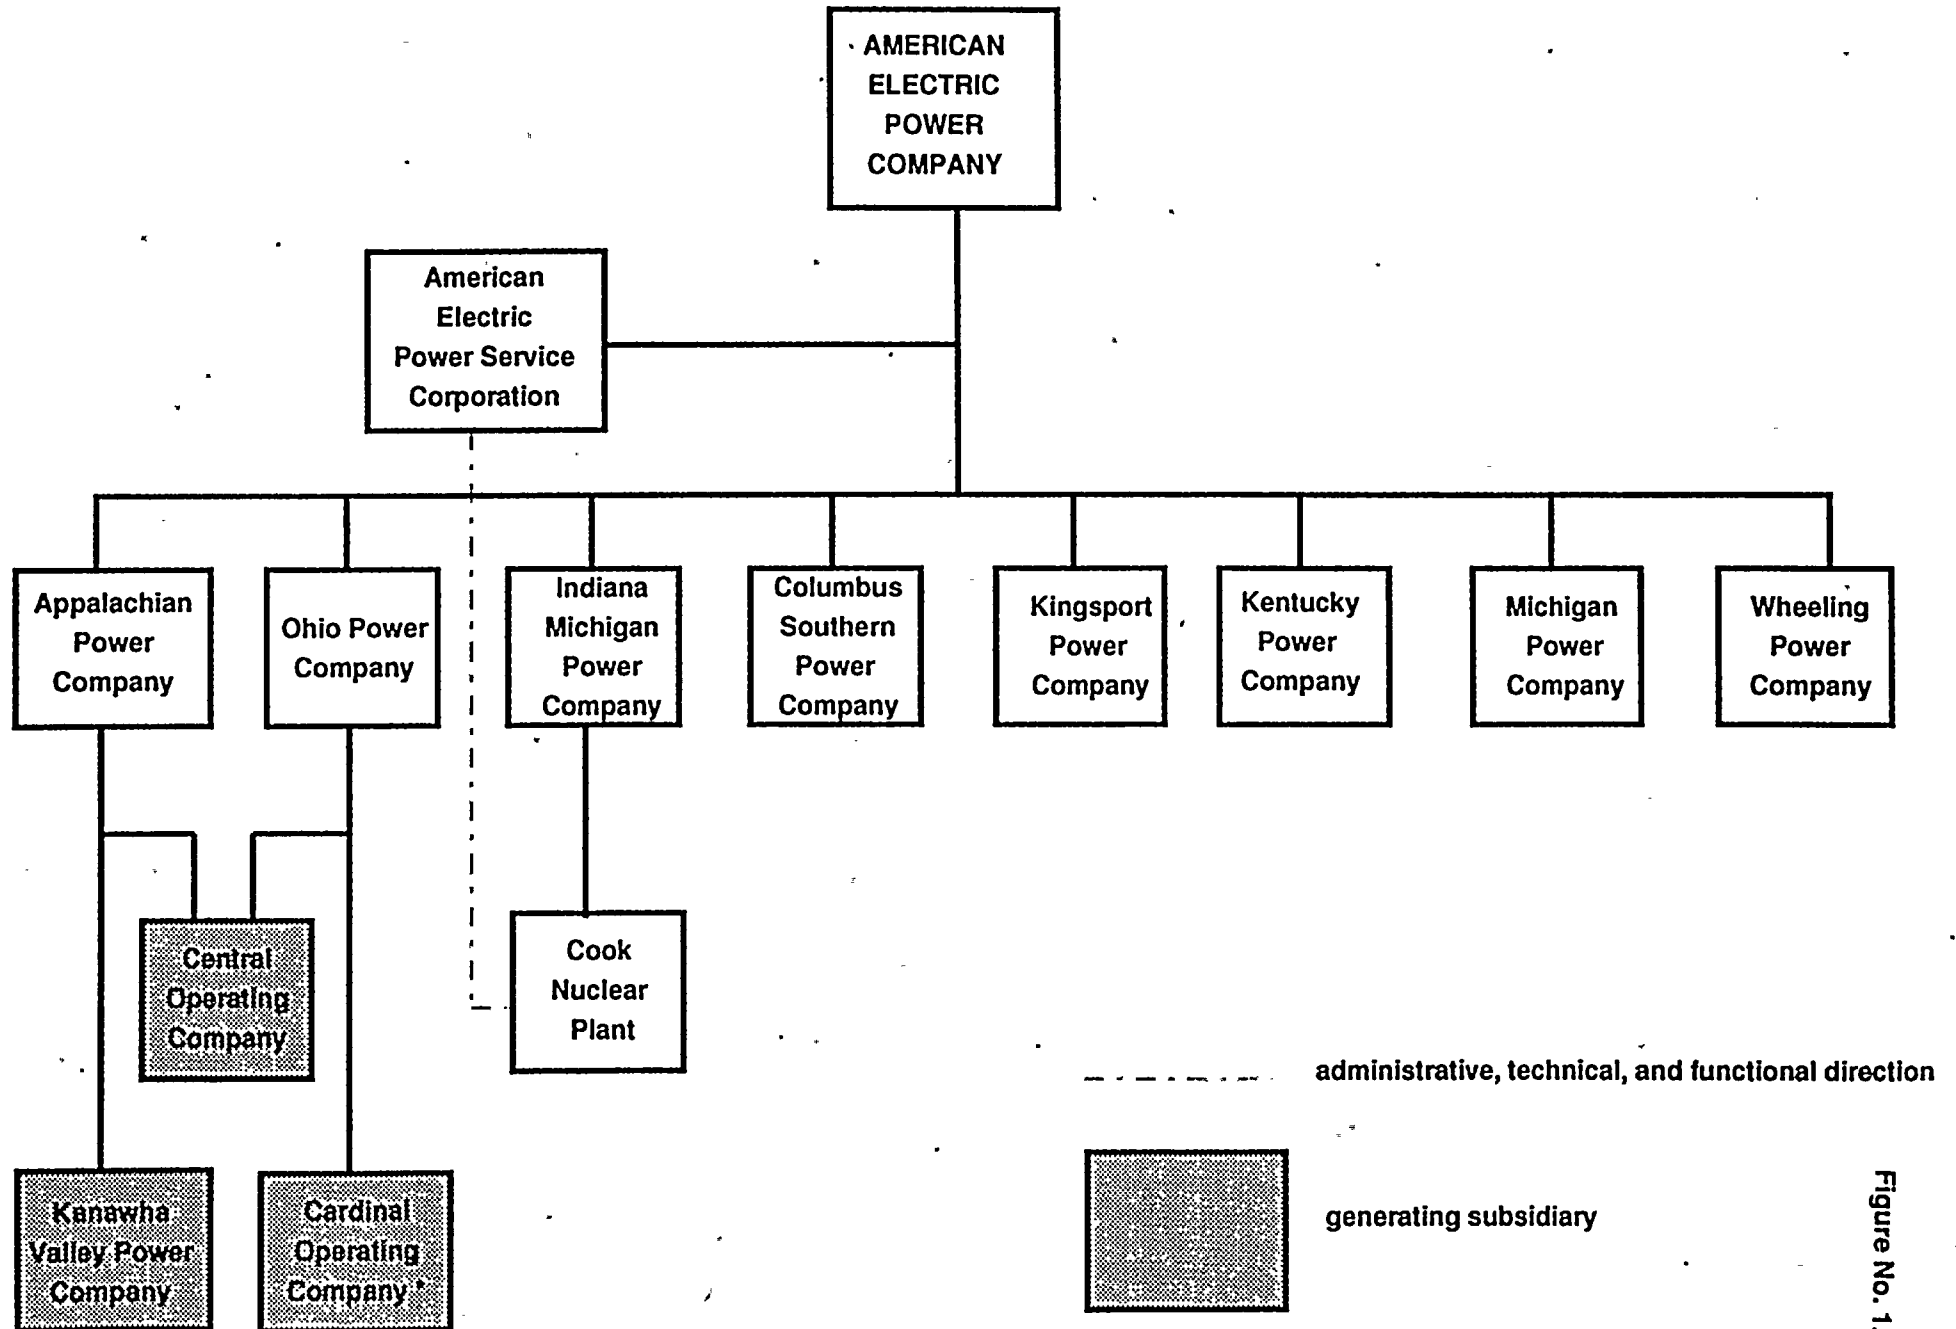 AMERICAN
ELECTRIC
POWER
COMPANY
American
Electric
Power Service
Corporation
Appalachian
Power
Company
Ohio Power
Company
Indiana
Michigan
Power
Company
Columbus
Southern
Power
Company
Kingsport
Power
Company
Kentucky
Power
Company
Michigan
Power
Company
Wheeling
Power
Company
Central
Operating
Company
Cook
Nuclear
Plant
Kanawha
Valley Power
Company
Cardinal
Operating
Company*
administrative, technical, and functional direction
generating subsidiary
Figure No. 1.